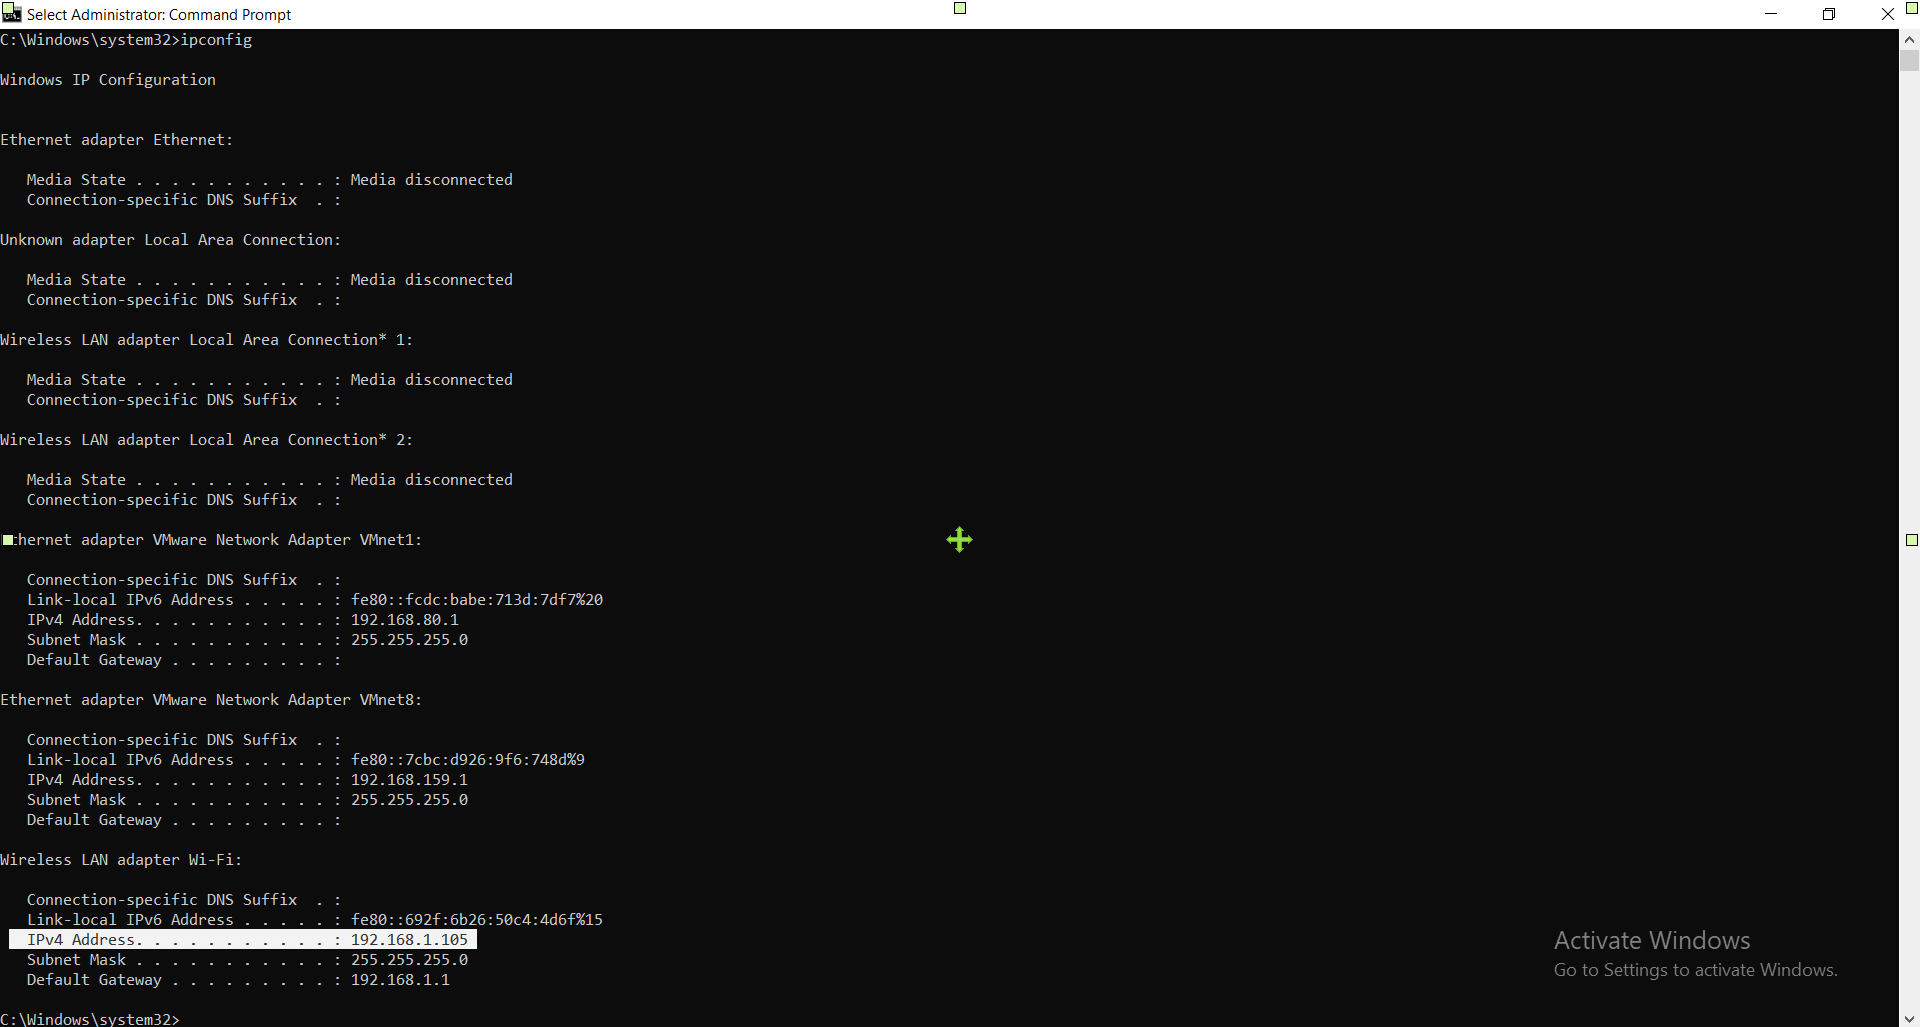 Select Administrator: Command Prompt
C:\Windows\system32>ipconfig
Windows IP Configuration
Ethernet adapter Ethernet:
   Media State . . . . . . . . . . . : Media disconnected
   Connection-specific DNS Suffix  . :
Unknown adapter Local Area Connection:
   Media State . . . . . . . . . . . : Media disconnected
   Connection-specific DNS Suffix  . :
Wireless LAN adapter Local Area Connection* 1:
   Media State . . . . . . . . . . . : Media disconnected
   Connection-specific DNS Suffix  . :
Wireless LAN adapter Local Area Connection* 2:
   Media State . . . . . . . . . . . : Media disconnected
   Connection-specific DNS Suffix  . :
hernet adapter VMware Network Adapter VMnet1:
   Connection-specific DNS Suffix  . :
   Link-local IPv6 Address . . . . . : fe80::fcdc:babe:713d:7df7%20
   IPv4 Address. . . . . . . . . . . : 192.168.80.1
   Subnet Mask . . . . . . . . . . . : 255.255.255.0
   Default Gateway . . . . . . . . . :
Ethernet adapter VMware Network Adapter VMnet8:
   Connection-specific DNS Suffix  . :
   Link-local IPv6 Address . . . . . : fe80::7cbc:d926:9f6:748d%9
   IPv4 Address. . . . . . . . . . . : 192.168.159.1
   Subnet Mask . . . . . . . . . . . : 255.255.255.0
   Default Gateway . . . . . . . . . :
Wireless LAN adapter Wi-Fi:
   Connection-specific DNS Suffix  . :
   Link-local IPv6 Address . . . . . : fe80::692f:6b26:50c4:4d6f%15
   IPv4 Address. . . . . . . . . . . : 192.168.1.105
   Subnet Mask . . . . . . . . . . . : 255.255.255.0
   Default Gateway . . . . . . . . . : 192.168.1.1
C:\Windows\system32>
Activate Windows
Go to Settings to activate Windows.